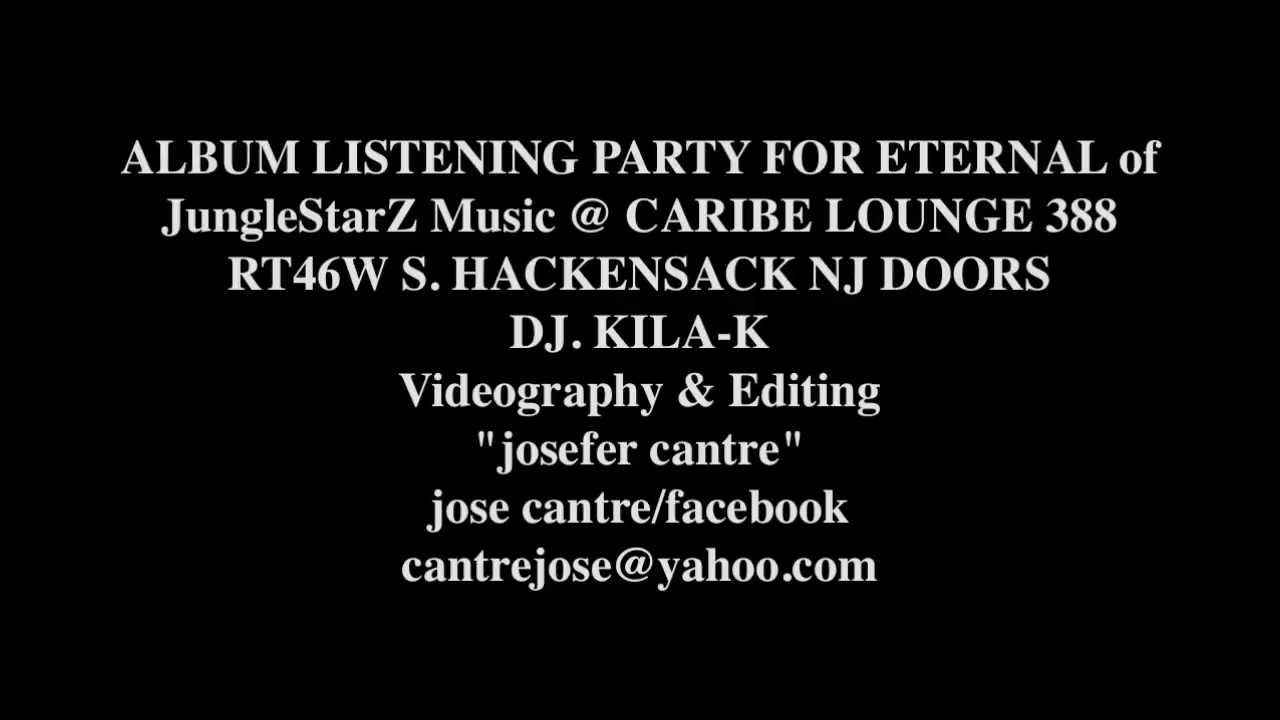 ALBUM LISTENING PARTY FOR ETERNAL of
JungleStarZ Music @ CARIBE LOUNGE 388
RT46W S. HACKENSACK NJ DOORS
DJ. KILA-K
Videography & Editing
"josefer cantre"
jose cantre/facebook
cantrejose@yahoo.com